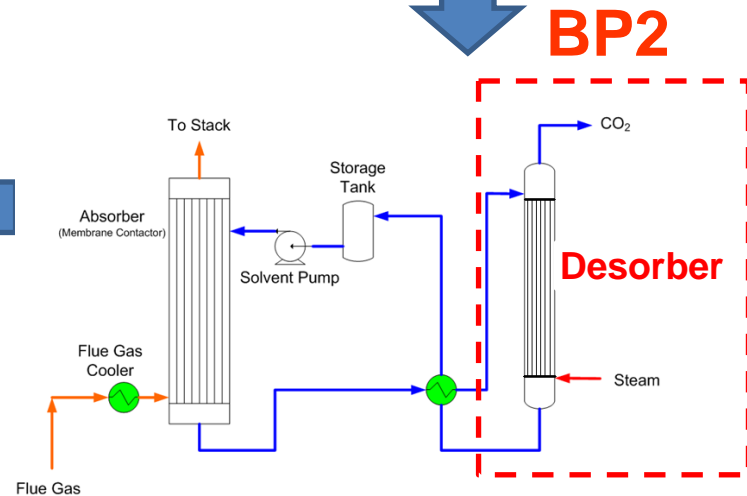 BP2
To Stack
CO₂
Storage
Tank
Absorber
(Membrane Contactor)
Solvent Pump
Desorber
Flue Gas
Cooler
Steam
Flue Gas